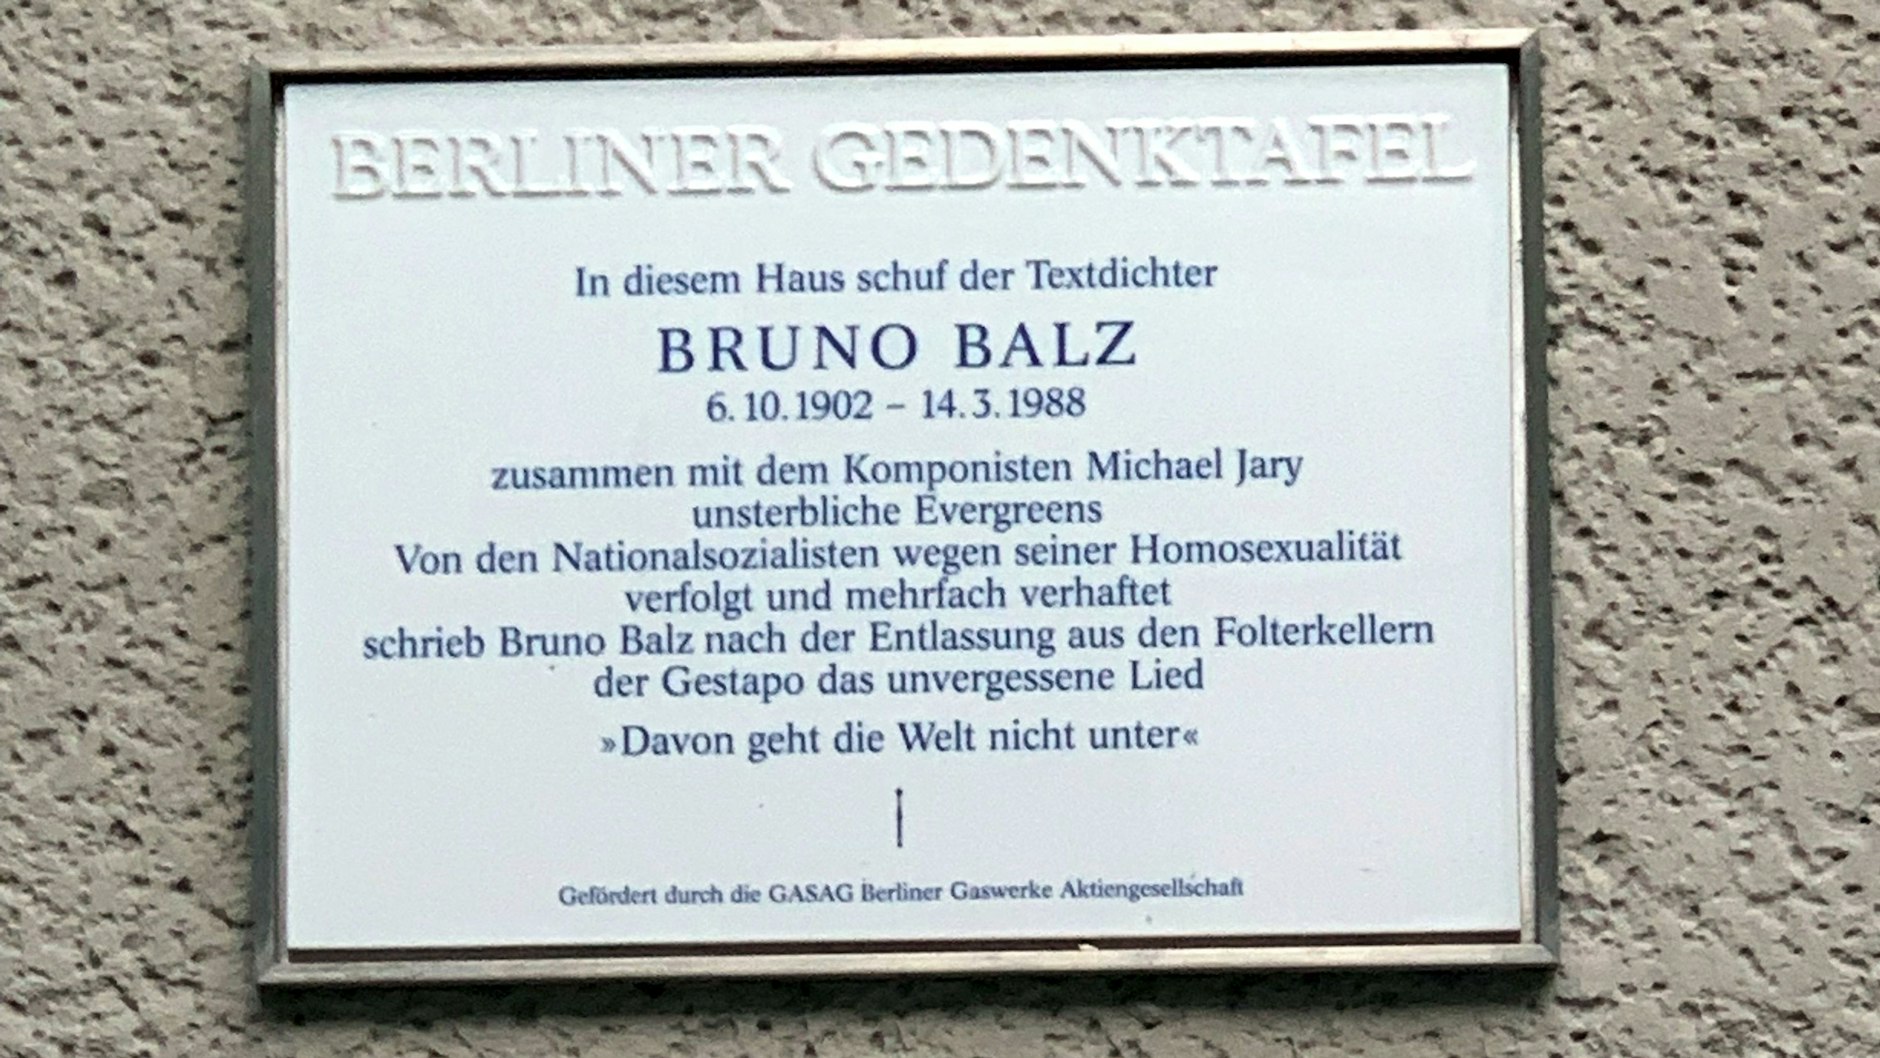 BERLINER GEDENKTAFEL
In diesem Haus schuf der Textdichter
BRUNO BALZ
6. 10. 1902 – 14. 3. 1988
zusammen mit dem Komponisten Michael Jary
unsterbliche Evergreens
Von den Nationalsozialisten wegen seiner Homosexualität
verfolgt und mehrfach verhaftet
schrieb Bruno Balz nach der Entlassung aus den Folterkellern
der Gestapo das unvergessene Lied
»Davon geht die Welt nicht unter«
Gefördert durch die GASAG Berliner Gaswerke Aktiengesellschaft